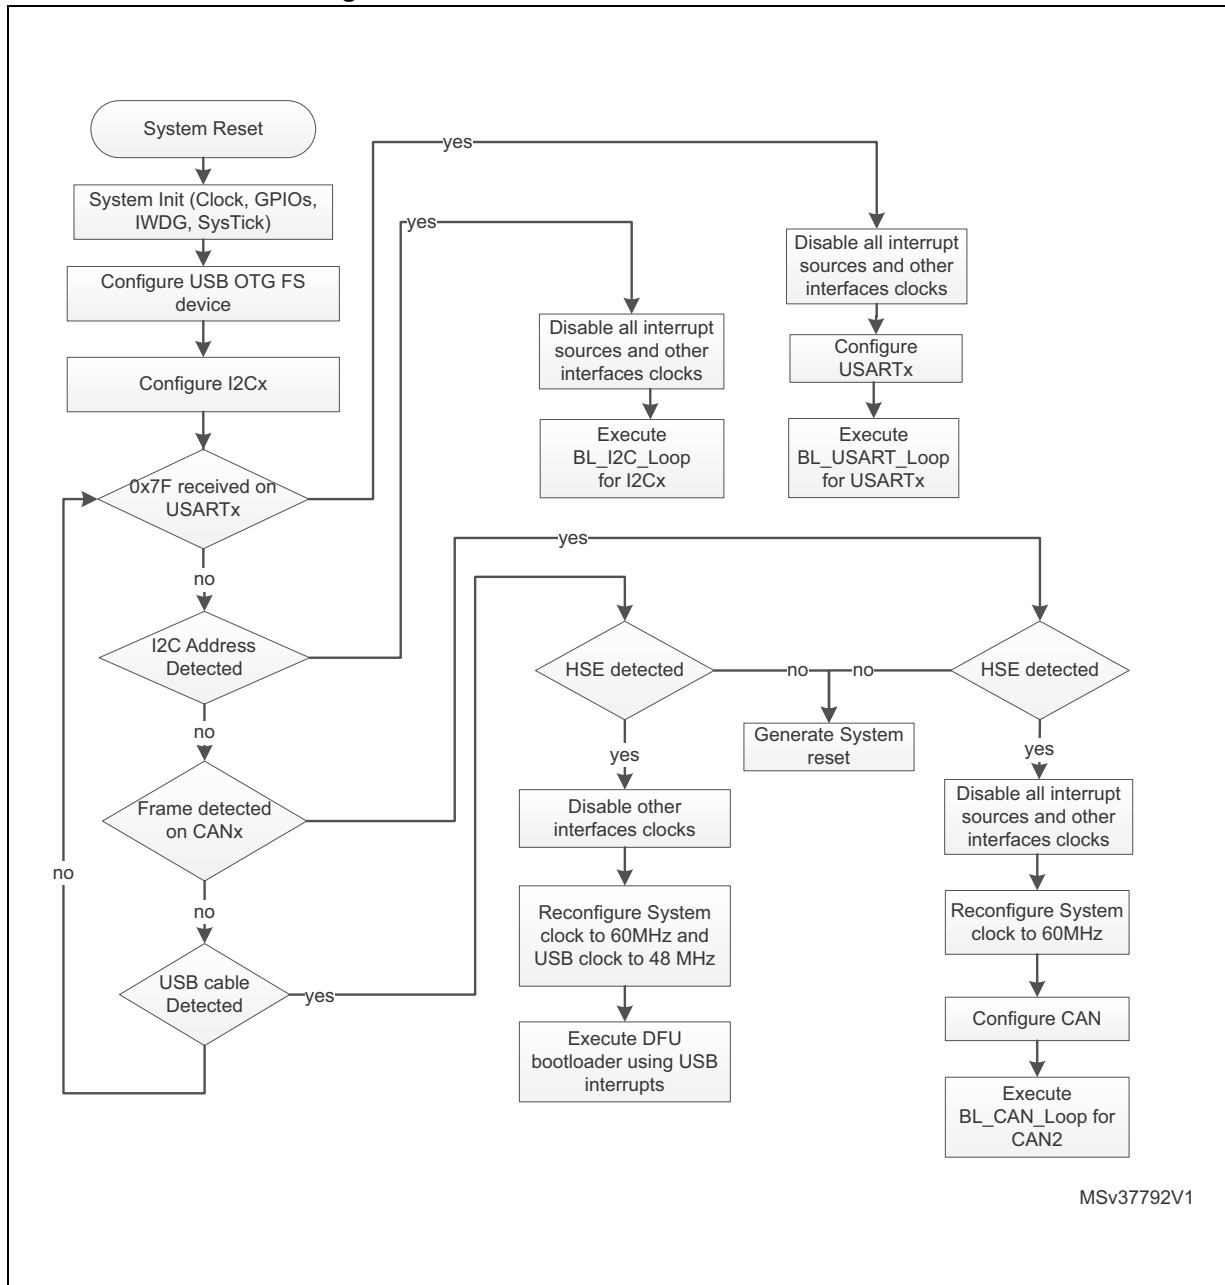 System Reset
System Init (Clock, GPIOs,
IWDG, SysTick)
Configure USB OTG FS
device
Configure I2Cx
0x7F received on
USARTx
no
I2C Address
Detected
no
Frame detected
on CANx
no
USB cable
Detected
no
yes
Disable all interrupt
sources and other
interfaces clocks
Configure
USARTx
Execute
BL_USART_Loop
for USARTx
yes
Disable all interrupt
sources and other
interfaces clocks
Execute
BL_I2C_Loop
for I2Cx
yes
HSE detected
no
yes
Disable all interrupt
sources and other
interfaces clocks
Reconfigure System
clock to 60MHz
Configure CAN
Execute
BL_CAN_Loop for
CAN2
yes
HSE detected
no
Generate System
reset
yes
Disable other
interfaces clocks
Reconfigure System
clock to 60MHz and
USB clock to 48 MHz
Execute DFU
bootloader using USB
interrupts
MSv37792V1